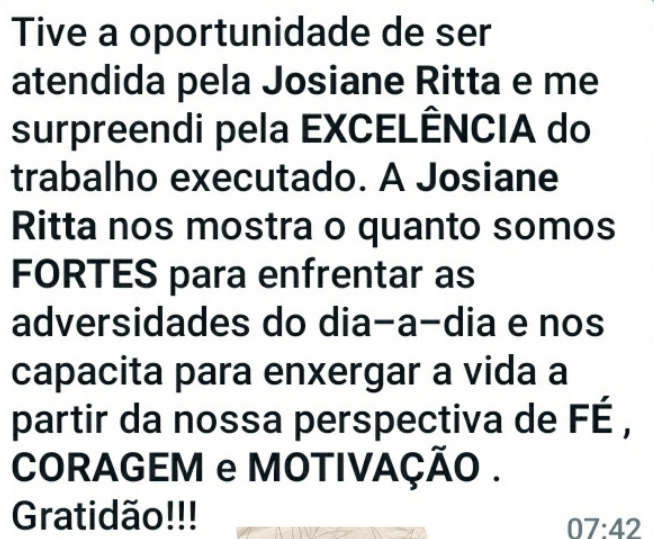 Tive a oportunidade de ser
atendida pela Josiane Ritta e me
surpreendi pela EXCELÊNCIA do
trabalho executado. A Josiane
Ritta nos mostra o quanto somos
FORTES para enfrentar as
adversidades do dia-a-dia e nos
capacita para enxergar a vida a
partir da nossa perspectiva de FÉ ,
CORAGEM e MOTIVAÇÃO .
Gratidão!!!
07:42